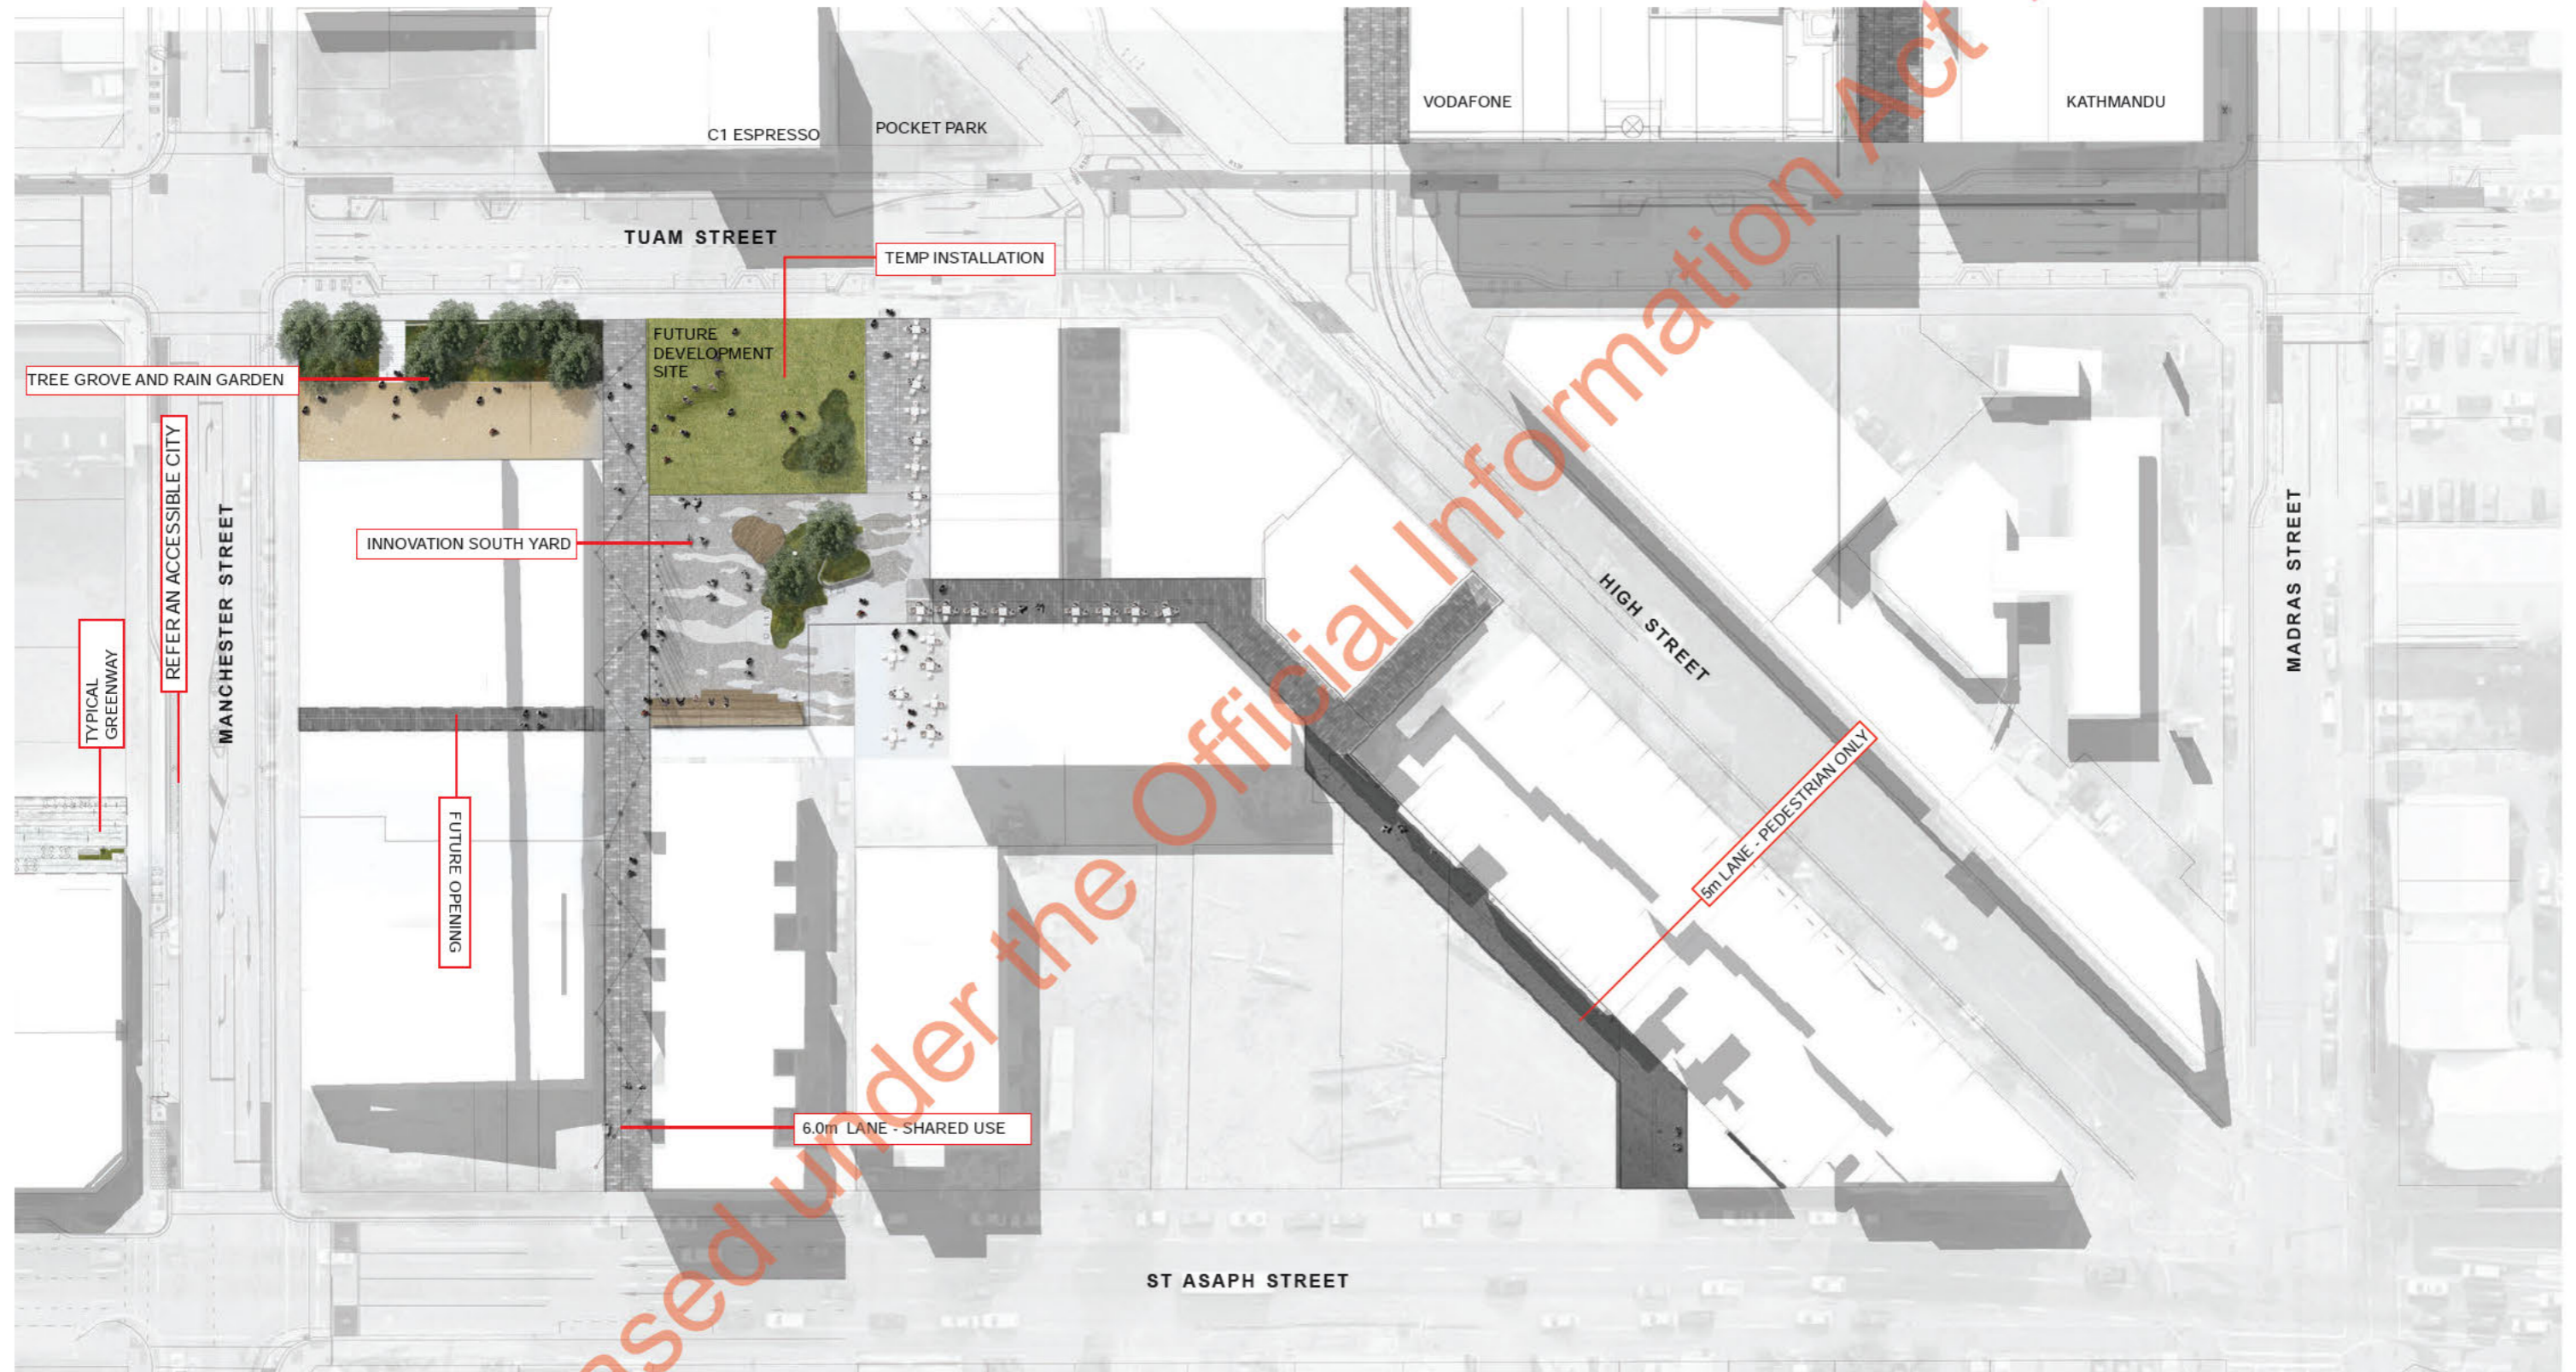 VODAFONE
KATHMANDU
C1 ESPRESSO
POCKET PARK
TUAM STREET
TEMP INSTALLATION
FUTURE
DEVELOPMENT
SITE
TREE GROVE AND RAIN GARDEN
REFER AN ACCESSIBLE CITY
MANCHESTER STREET
INNOVATION SOUTH YARD
HIGH STREET
MADRAS STREET
TYPICAL
GREENWAY
FUTURE OPENING
5m LANE - PEDESTRIAN ONLY
6.0m LANE - SHARED USE
ST ASAPH STREET
sed under the Official Information Act